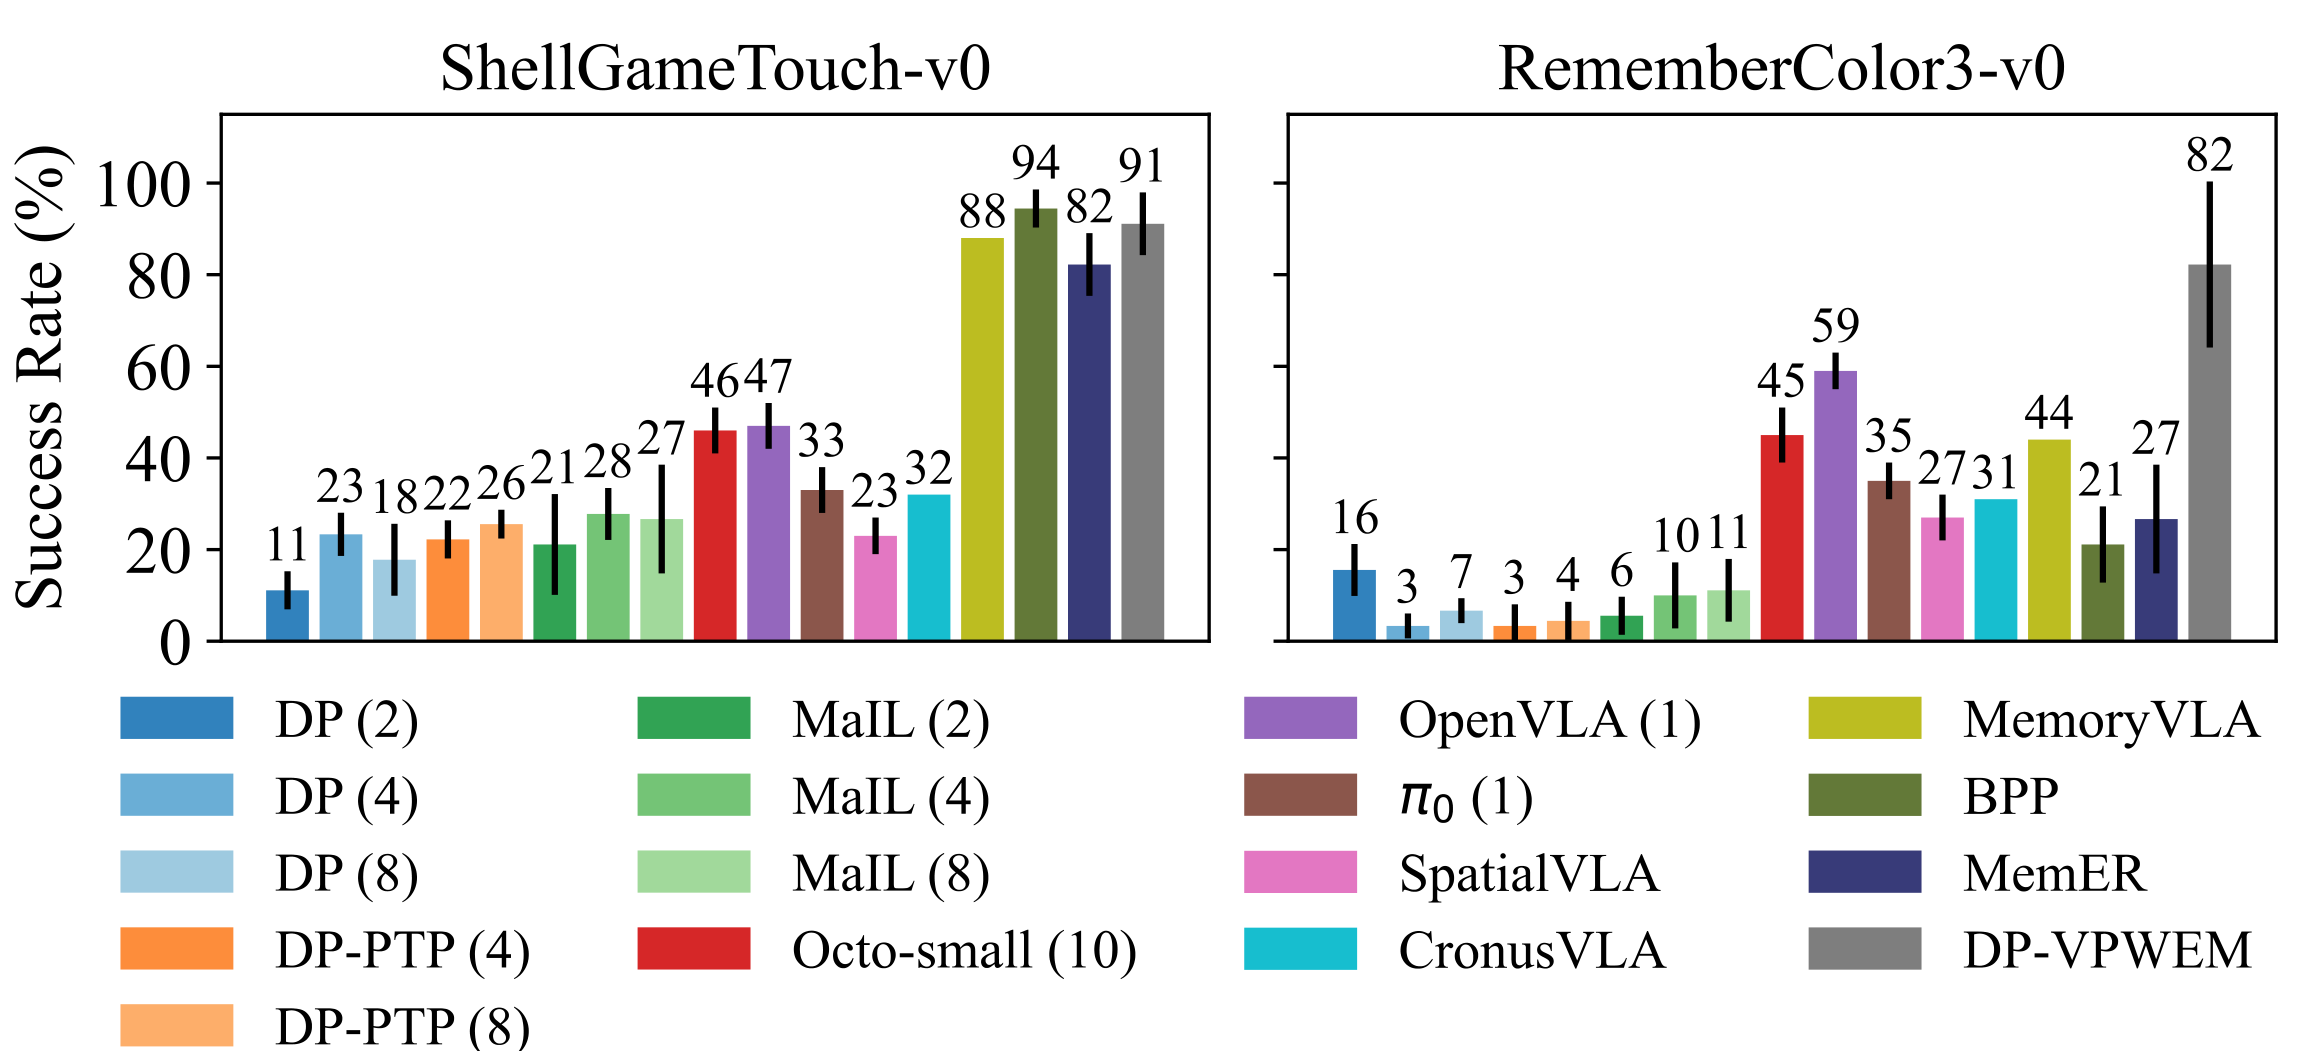 ShellGameTouch-v0
RememberColor3-v0
Success Rate (%)
100
80
60
40
20
0
11
23
18
22
26
21
28
27
46
47
33
23
32
88
94
82
91
16
3
7
3
4
6
10
11
45
59
35
27
31
44
21
27
82
DP (2)
DP (4)
DP (8)
DP-PTP (4)
DP-PTP (8)
MaIL (2)
MaIL (4)
MaIL (8)
Octo-small (10)
OpenVLA (1)
π₀ (1)
SpatialVLA
CronusVLA
MemoryVLA
BPP
MemER
DP-VPWEM